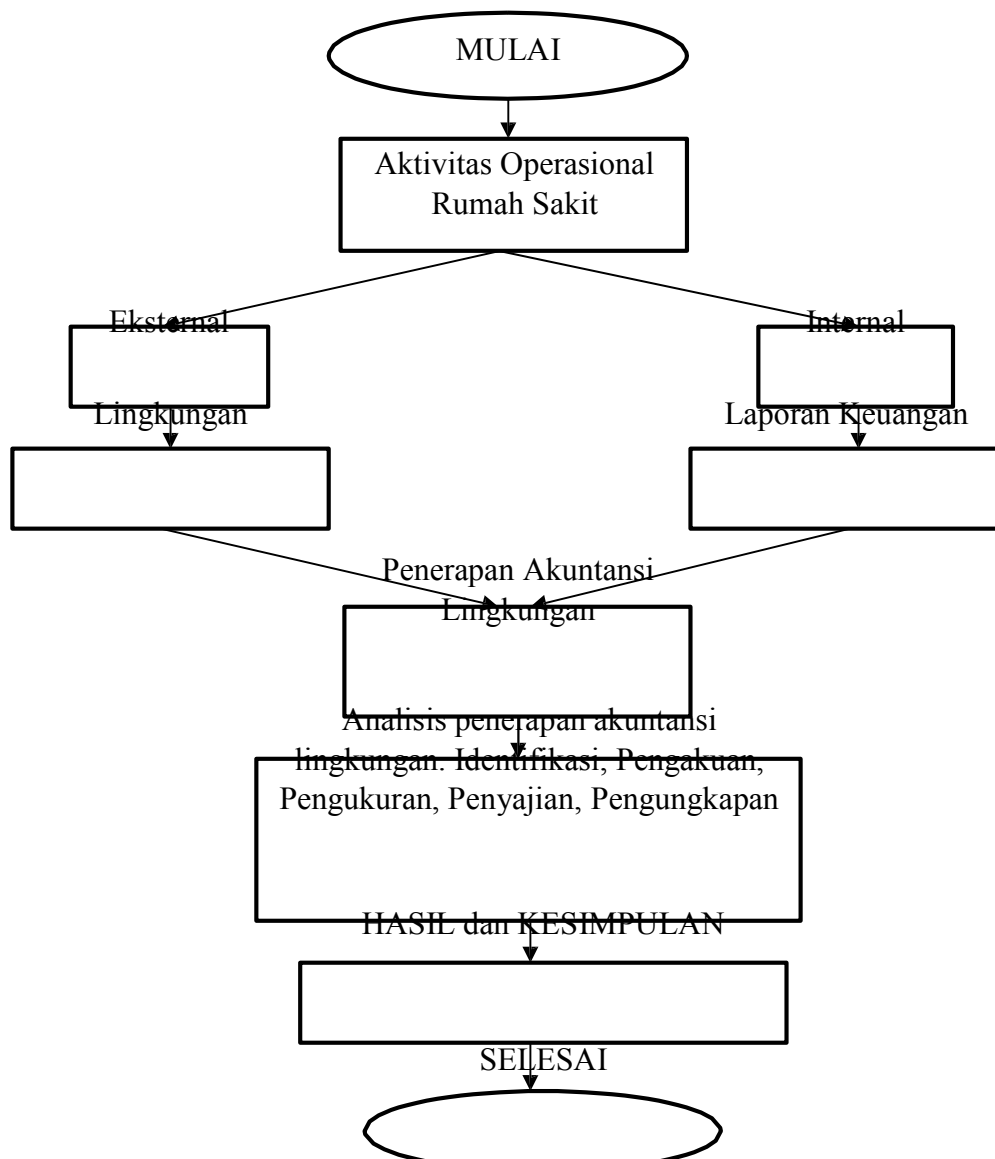 MULAI
Aktivitas Operasional
Rumah Sakit
Eksternal
Internal
Lingkungan
Laporan Keuangan
Penerapan Akuntansi
Lingkungan
Analisis penerapan akuntansi
lingkungan. Identifikasi, Pengakuan,
Pengukuran, Penyajian, Pengungkapan
HASIL dan KESIMPULAN
SELESAI